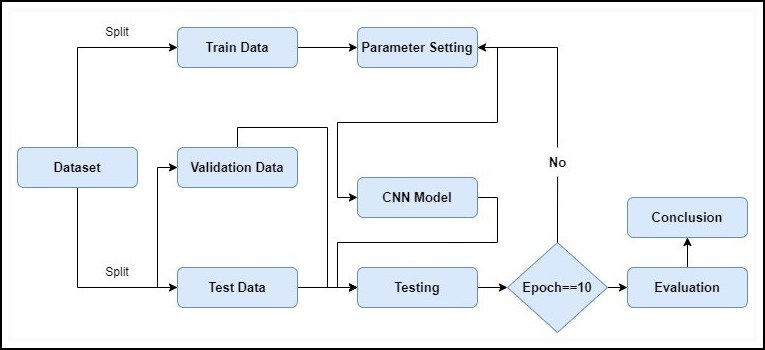 Split
Train Data
Parameter Setting
Dataset
Validation Data
No
CNN Model
Conclusion
Split
Test Data
Testing
Epoch==10
Evaluation